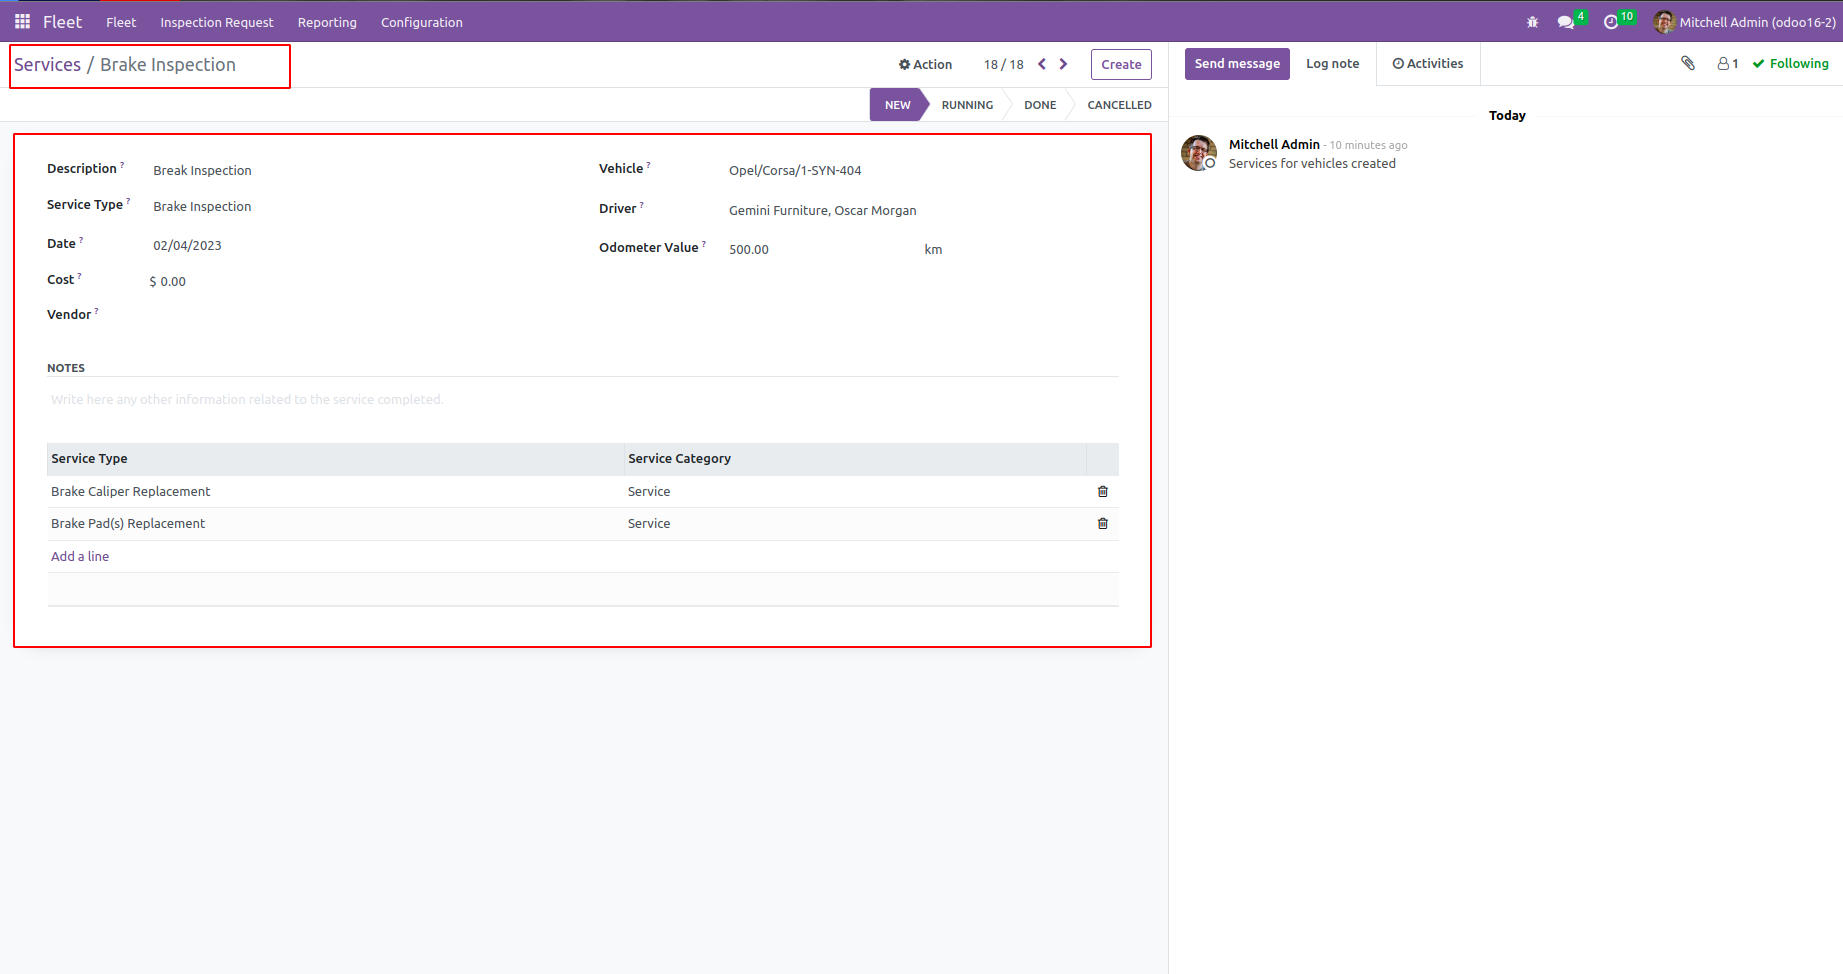 Fleet Fleet Inspection Request Reporting Configuration 4 10 Mitchell Admin (odoo16-2)
Services / Brake Inspection Action 18 / 18 Create
NEW RUNNING DONE CANCELLED
Description ? Break Inspection
Service Type ? Brake Inspection
Date ? 02/04/2023
Cost ? $ 0.00
Vendor ?
Vehicle ? Opel/Corsa/1-SYN-404
Driver ? Gemini Furniture, Oscar Morgan
Odometer Value ? 500.00 km
NOTES
Write here any other information related to the service completed.
Service Type Service Category
Brake Caliper Replacement Service
Brake Pad(s) Replacement Service
Add a line
Send message Log note Activities 1 Following
Today
Mitchell Admin - 10 minutes ago
Services for vehicles created